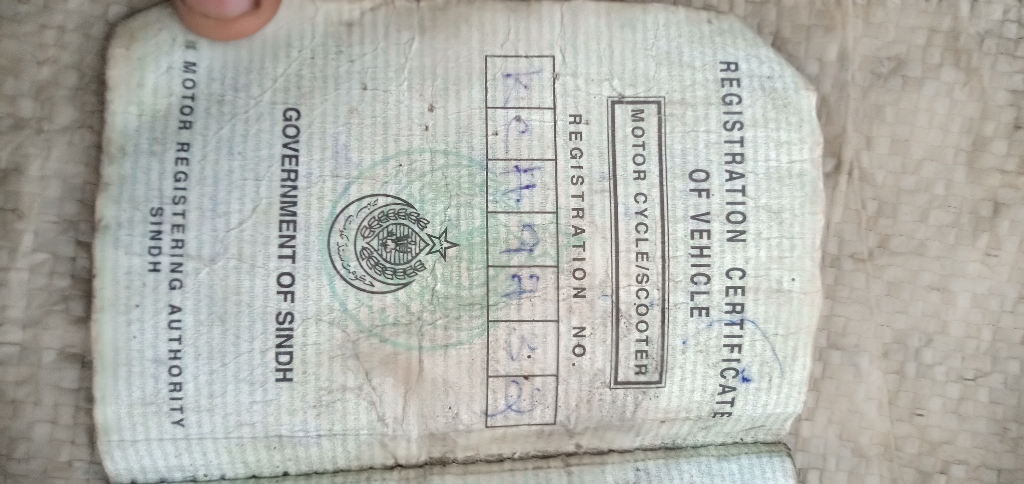 REGISTRATION CERTIFICATE
OF VEHICLE
MOTOR CYCLE/SCOOTER
REGISTRATION NO.
GOVERNMENT OF SINDH
MOTOR REGISTERING AUTHORITY
SINDH